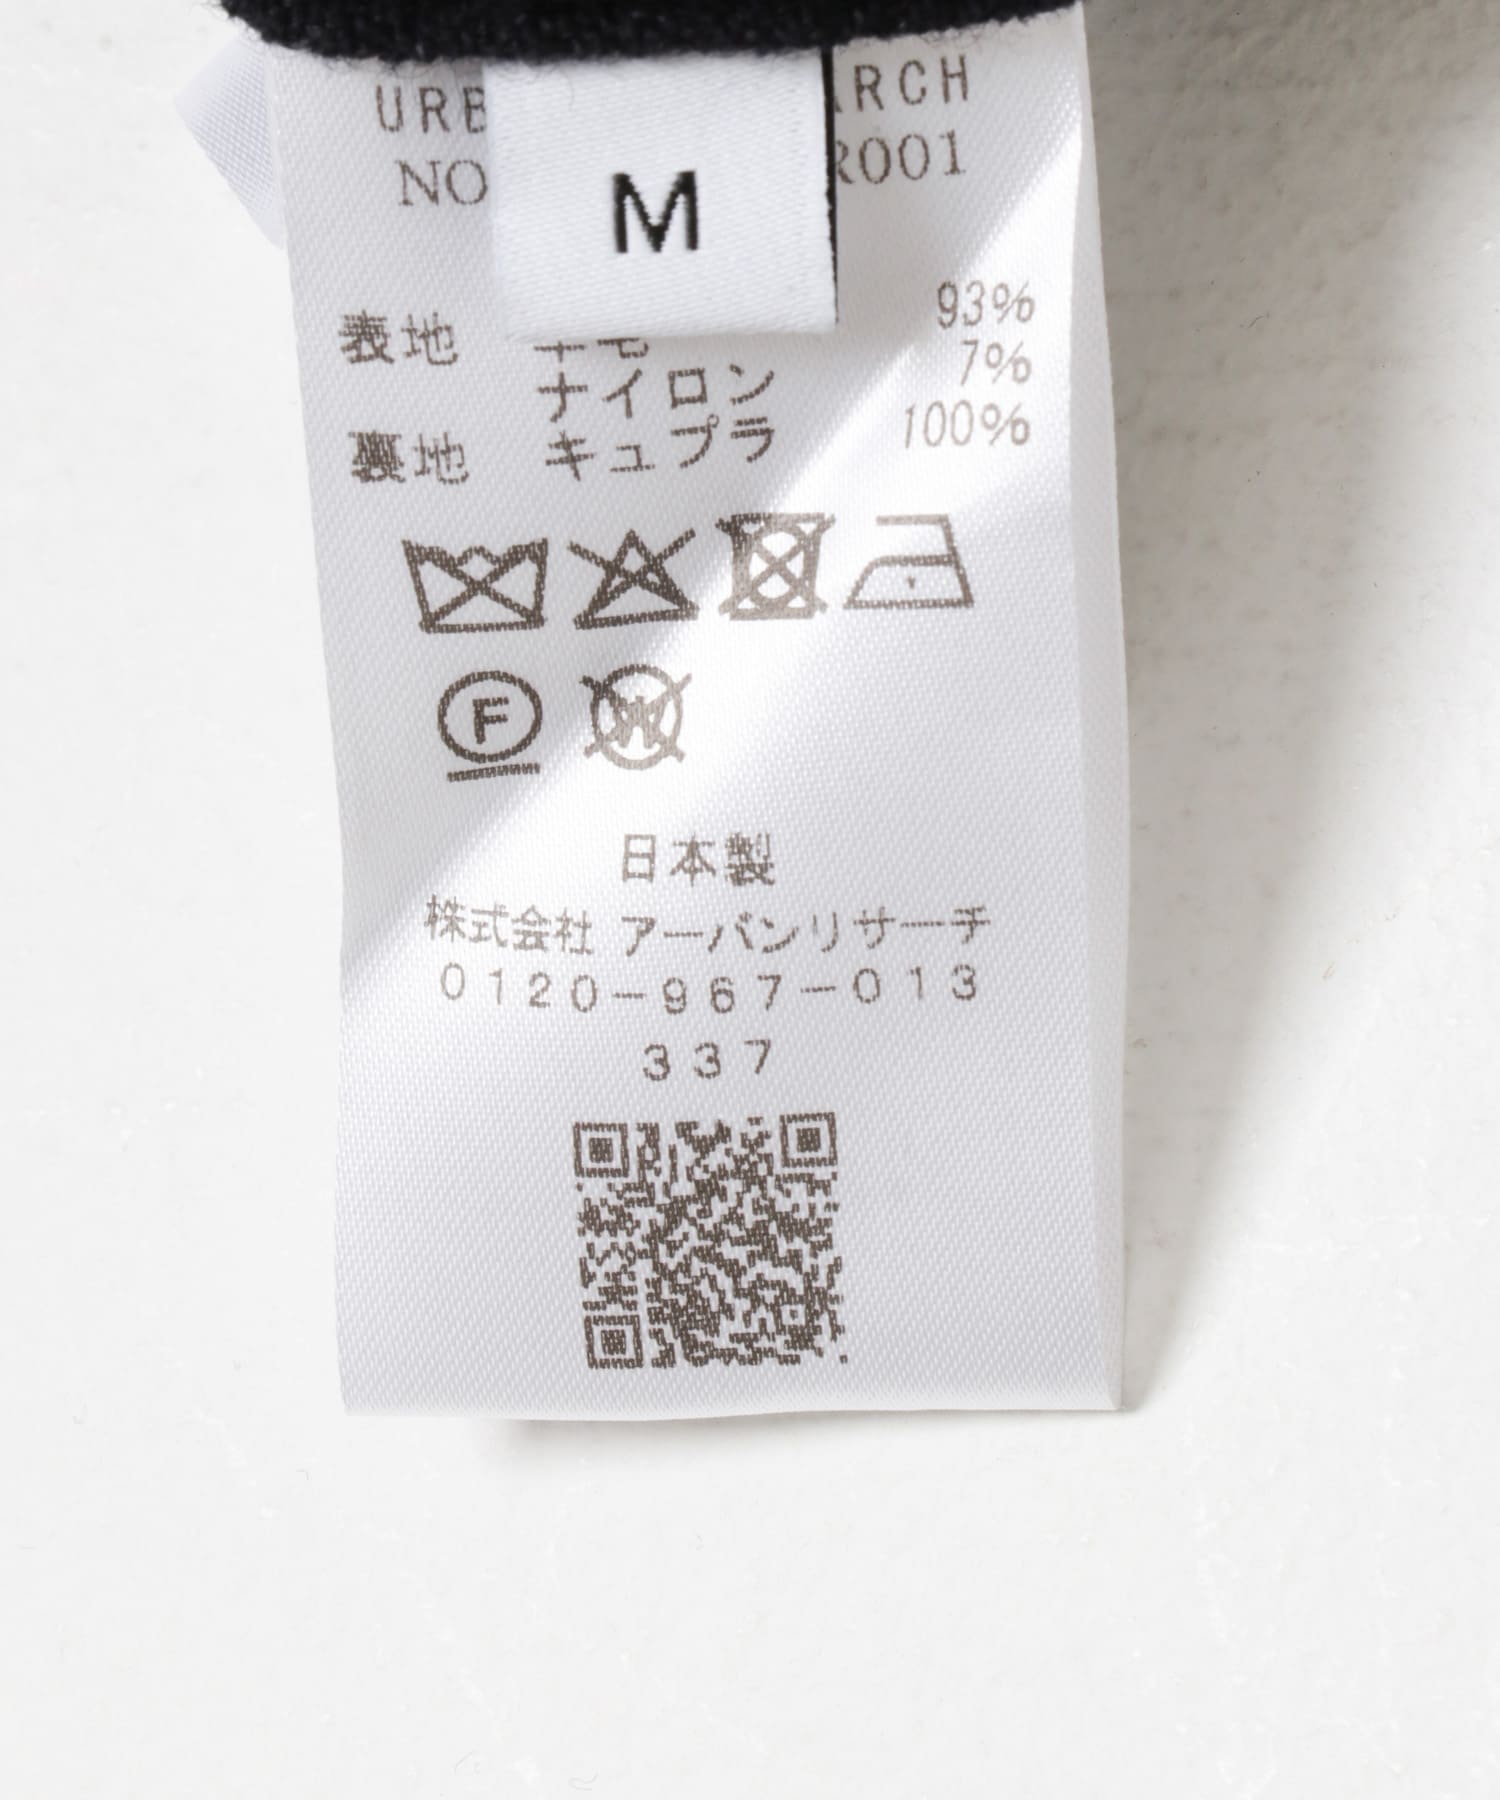 URB
ARCH
NO
R001
M
表地 93%
ナイロン 7%
裏地 キュプラ 100%
F
W
日本製
株式会社 アーバンリサーチ
0120-967-013
337